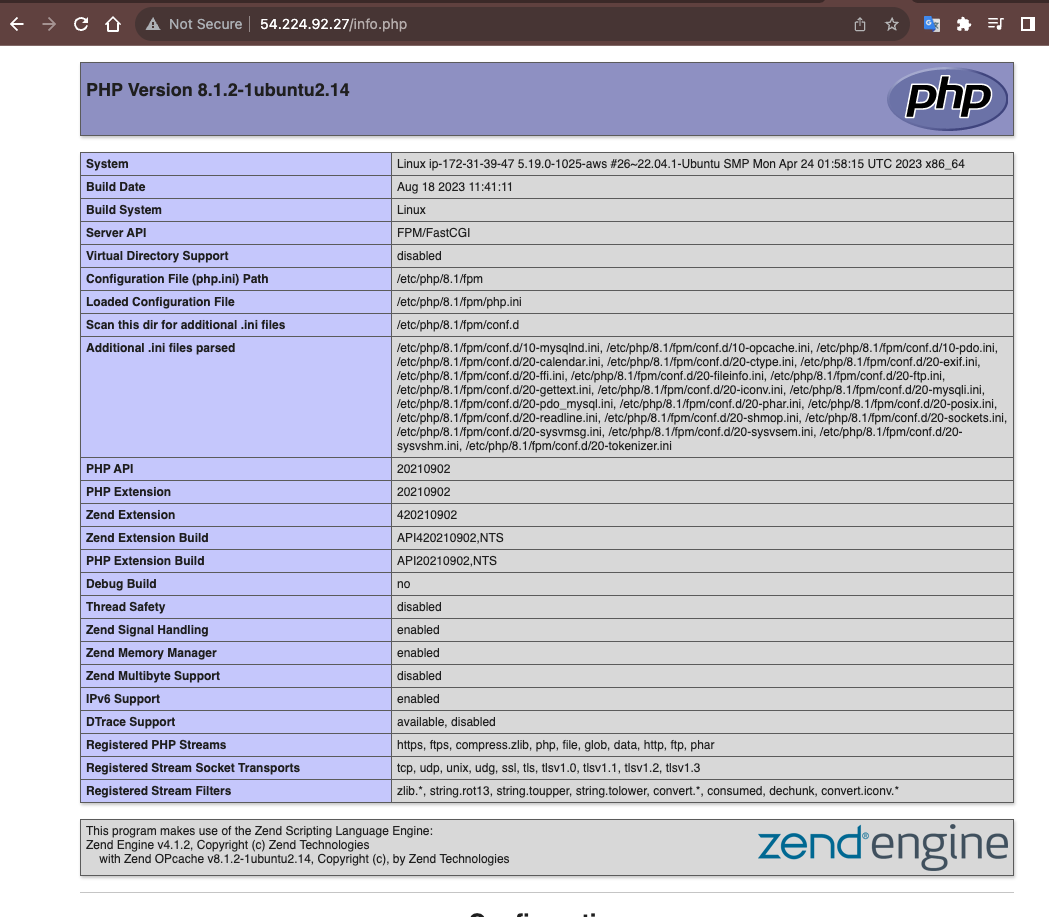 Not Secure | 54.224.92.27/info.php
PHP Version 8.1.2-1ubuntu2.14
php
System Linux ip-172-31-39-47 5.19.0-1025-aws #26~22.04.1-Ubuntu SMP Mon Apr 24 01:58:15 UTC 2023 x86_64
Build Date Aug 18 2023 11:41:11
Build System Linux
Server API FPM/FastCGI
Virtual Directory Support disabled
Configuration File (php.ini) Path /etc/php/8.1/fpm
Loaded Configuration File /etc/php/8.1/fpm/php.ini
Scan this dir for additional .ini files /etc/php/8.1/fpm/conf.d
Additional .ini files parsed /etc/php/8.1/fpm/conf.d/10-mysqlnd.ini, /etc/php/8.1/fpm/conf.d/10-opcache.ini, /etc/php/8.1/fpm/conf.d/10-pdo.ini,
/etc/php/8.1/fpm/conf.d/20-calendar.ini, /etc/php/8.1/fpm/conf.d/20-ctype.ini, /etc/php/8.1/fpm/conf.d/20-exif.ini,
/etc/php/8.1/fpm/conf.d/20-ffi.ini, /etc/php/8.1/fpm/conf.d/20-fileinfo.ini, /etc/php/8.1/fpm/conf.d/20-ftp.ini,
/etc/php/8.1/fpm/conf.d/20-gettext.ini, /etc/php/8.1/fpm/conf.d/20-iconv.ini, /etc/php/8.1/fpm/conf.d/20-mysqli.ini,
/etc/php/8.1/fpm/conf.d/20-pdo_mysql.ini, /etc/php/8.1/fpm/conf.d/20-phar.ini, /etc/php/8.1/fpm/conf.d/20-posix.ini,
/etc/php/8.1/fpm/conf.d/20-readline.ini, /etc/php/8.1/fpm/conf.d/20-shmop.ini, /etc/php/8.1/fpm/conf.d/20-sockets.ini,
/etc/php/8.1/fpm/conf.d/20-sysvmsg.ini, /etc/php/8.1/fpm/conf.d/20-sysvsem.ini, /etc/php/8.1/fpm/conf.d/20-
sysvshm.ini, /etc/php/8.1/fpm/conf.d/20-tokenizer.ini
PHP API 20210902
PHP Extension 20210902
Zend Extension 420210902
Zend Extension Build API420210902,NTS
PHP Extension Build API20210902,NTS
Debug Build no
Thread Safety disabled
Zend Signal Handling enabled
Zend Memory Manager enabled
Zend Multibyte Support disabled
IPv6 Support enabled
DTrace Support available, disabled
Registered PHP Streams https, ftps, compress.zlib, php, file, glob, data, http, ftp, phar
Registered Stream Socket Transports tcp, udp, unix, udg, ssl, tls, tlsv1.0, tlsv1.1, tlsv1.2, tlsv1.3
Registered Stream Filters zlib.*, string.rot13, string.toupper, string.tolower, convert.*, consumed, dechunk, convert.iconv.*
This program makes use of the Zend Scripting Language Engine:
Zend Engine v4.1.2, Copyright (c) Zend Technologies
with Zend OPcache v8.1.2-1ubuntu2.14, Copyright (c), by Zend Technologies
zend® engine